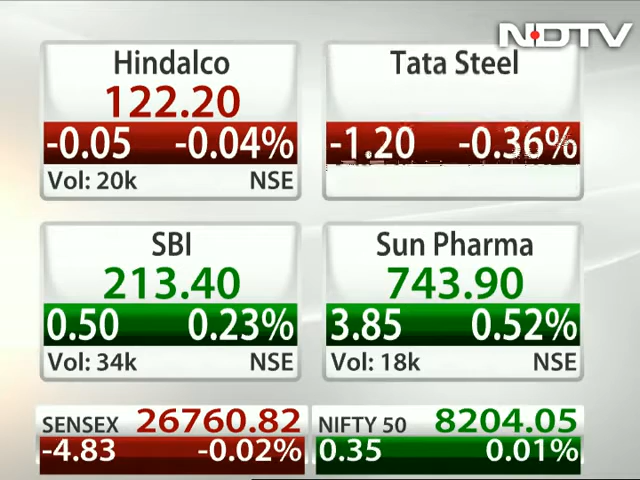 NDTV
Hindalco
122.20
-0.05 -0.04%
Vol: 20k NSE
Tata Steel
-1.20 -0.36%
SBI
213.40
0.50 0.23%
Vol: 34k NSE
Sun Pharma
743.90
3.85 0.52%
Vol: 18k NSE
SENSEX 26760.82
-4.83 -0.02%
NIFTY 50 8204.05
0.35 0.01%